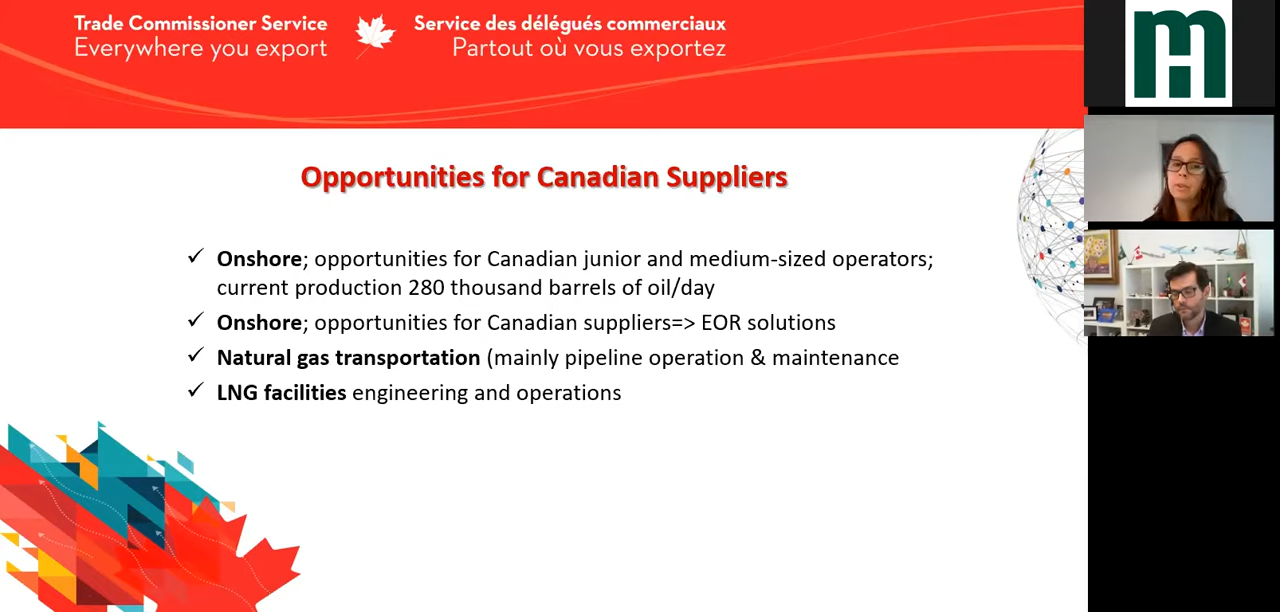 Trade Commissioner Service
Everywhere you export
Service des délégués commerciaux
Partout où vous exportez
Opportunities for Canadian Suppliers
✓ Onshore; opportunities for Canadian junior and medium-sized operators;
current production 280 thousand barrels of oil/day
✓ Onshore; opportunities for Canadian suppliers=> EOR solutions
✓ Natural gas transportation (mainly pipeline operation & maintenance
✓ LNG facilities engineering and operations